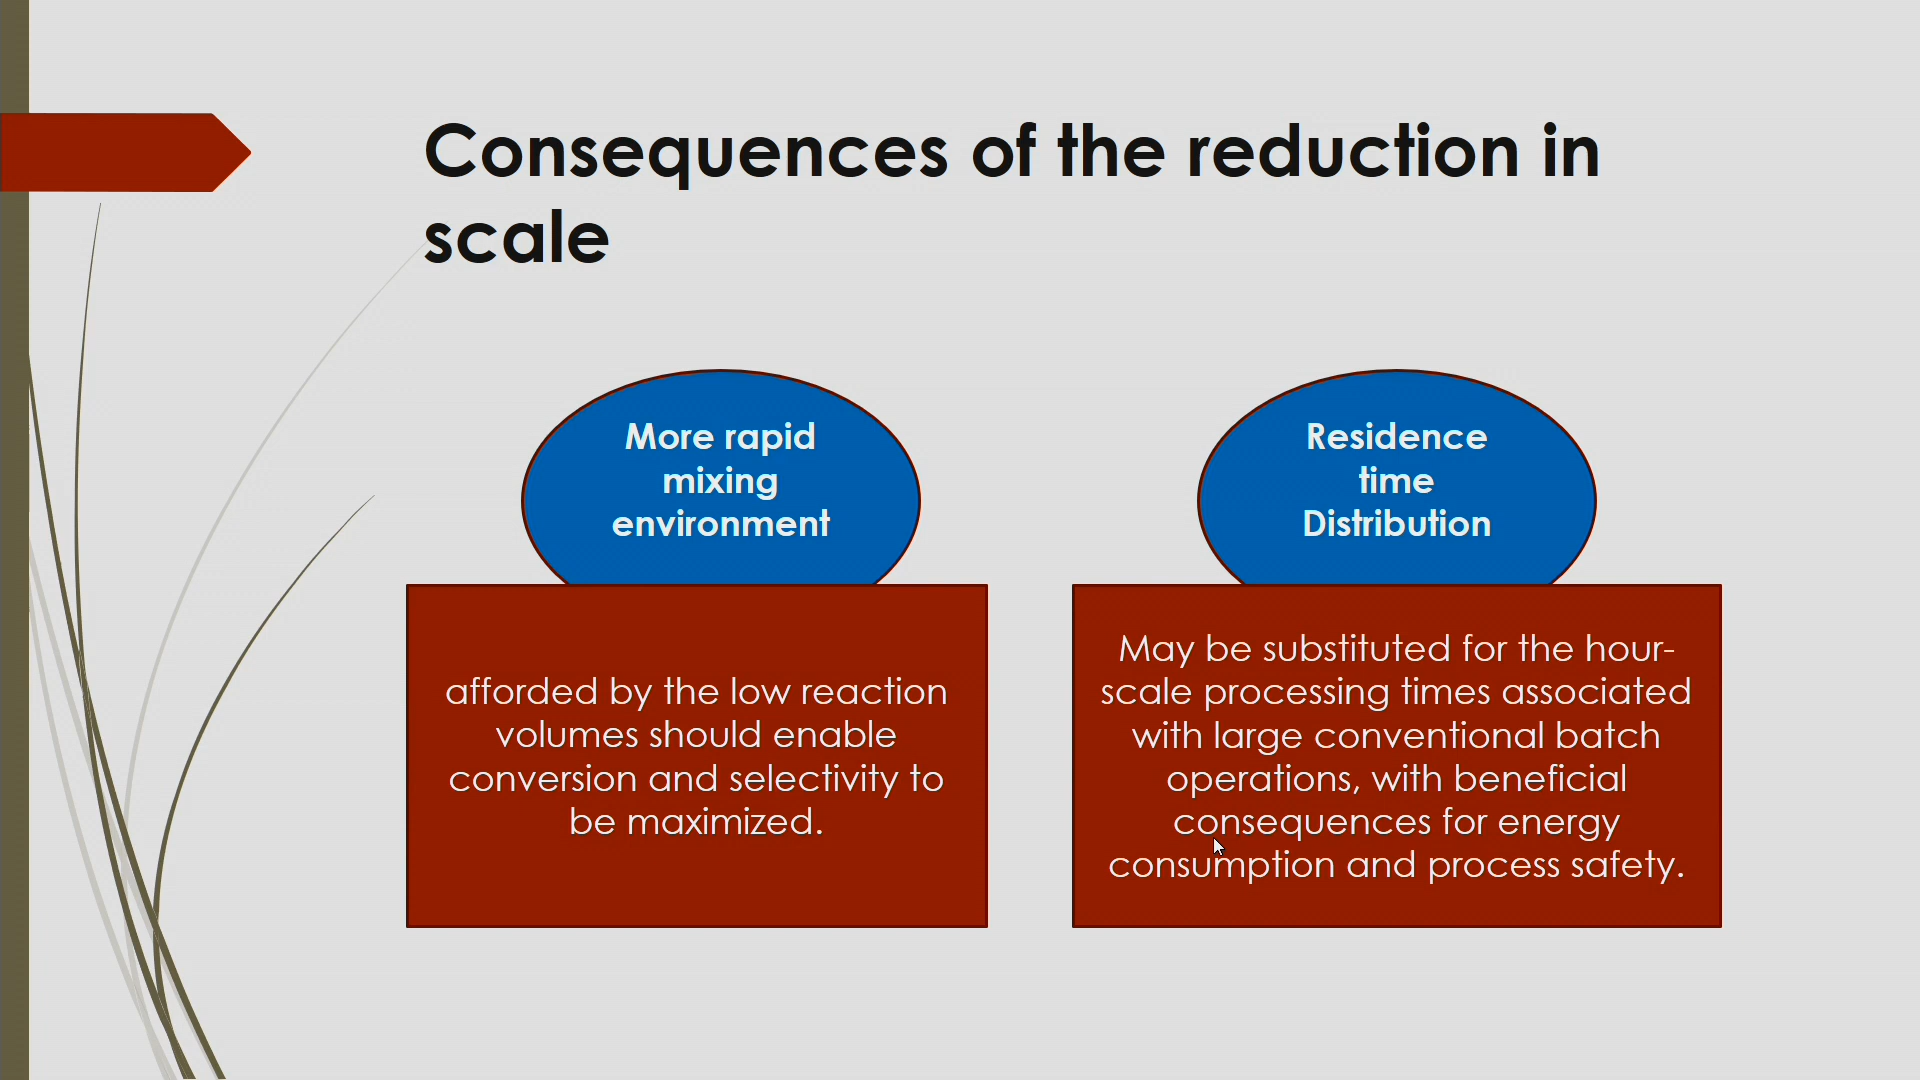 Consequences of the reduction in
scale
More rapid
mixing
environment
afforded by the low reaction
volumes should enable
conversion and selectivity to
be maximized.
Residence
time
Distribution
May be substituted for the hour-
scale processing times associated
with large conventional batch
operations, with beneficial
consequences for energy
consumption and process safety.